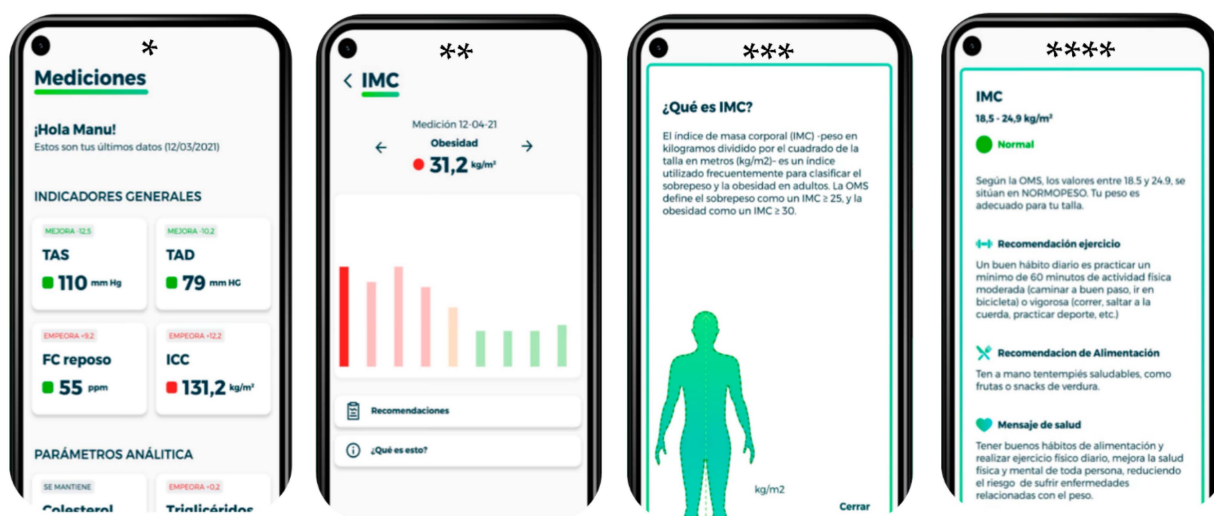 *
Mediciones
¡Hola Manu!
Estos son tus últimos datos (12/03/2021)
INDICADORES GENERALES
MEJORA -12,5
TAS
110 mm Hg
MEJORA -10,2
TAD
79 mm HG
EMPEORA +9,2
FC reposo
55 ppm
EMPEORA +12,2
ICC
131,2 kg/m²
PARÁMETROS ANÁLITICA
SE MANTIENE
Colesterol
EMPEORA +0,2
Triglicéridos
**
< IMC
Medición 12-04-21
← Obesidad →
31,2 kg/m²
Recomendaciones
¿Qué es esto?
***
¿Qué es IMC?
El índice de masa corporal (IMC) -peso en
kilogramos dividido por el cuadrado de la
talla en metros (kg/m2)- es un índice
utilizado frecuentemente para clasificar el
sobrepeso y la obesidad en adultos. La OMS
define el sobrepeso como un IMC ≥ 25, y la
obesidad como un IMC ≥ 30.
kg/m2
Cerrar
****
IMC
18,5 - 24,9 kg/m²
Normal
Según la OMS, los valores entre 18.5 y 24.9, se
sitúan en NORMOPESO. Tu peso es
adecuado para tu talla.
Recomendación ejercicio
Un buen hábito diario es practicar un
mínimo de 60 minutos de actividad física
moderada (caminar a buen paso, ir en
bicicleta) o vigorosa (correr, saltar a la
cuerda, practicar deporte, etc.)
Recomendacion de Alimentación
Ten a mano tentempiés saludables, como
frutas o snacks de verdura.
Mensaje de salud
Tener buenos hábitos de alimentación y
realizar ejercicio físico diario, mejora la salud
física y mental de toda persona, reduciendo
el riesgo de sufrir enfermedades
relacionadas con el peso.